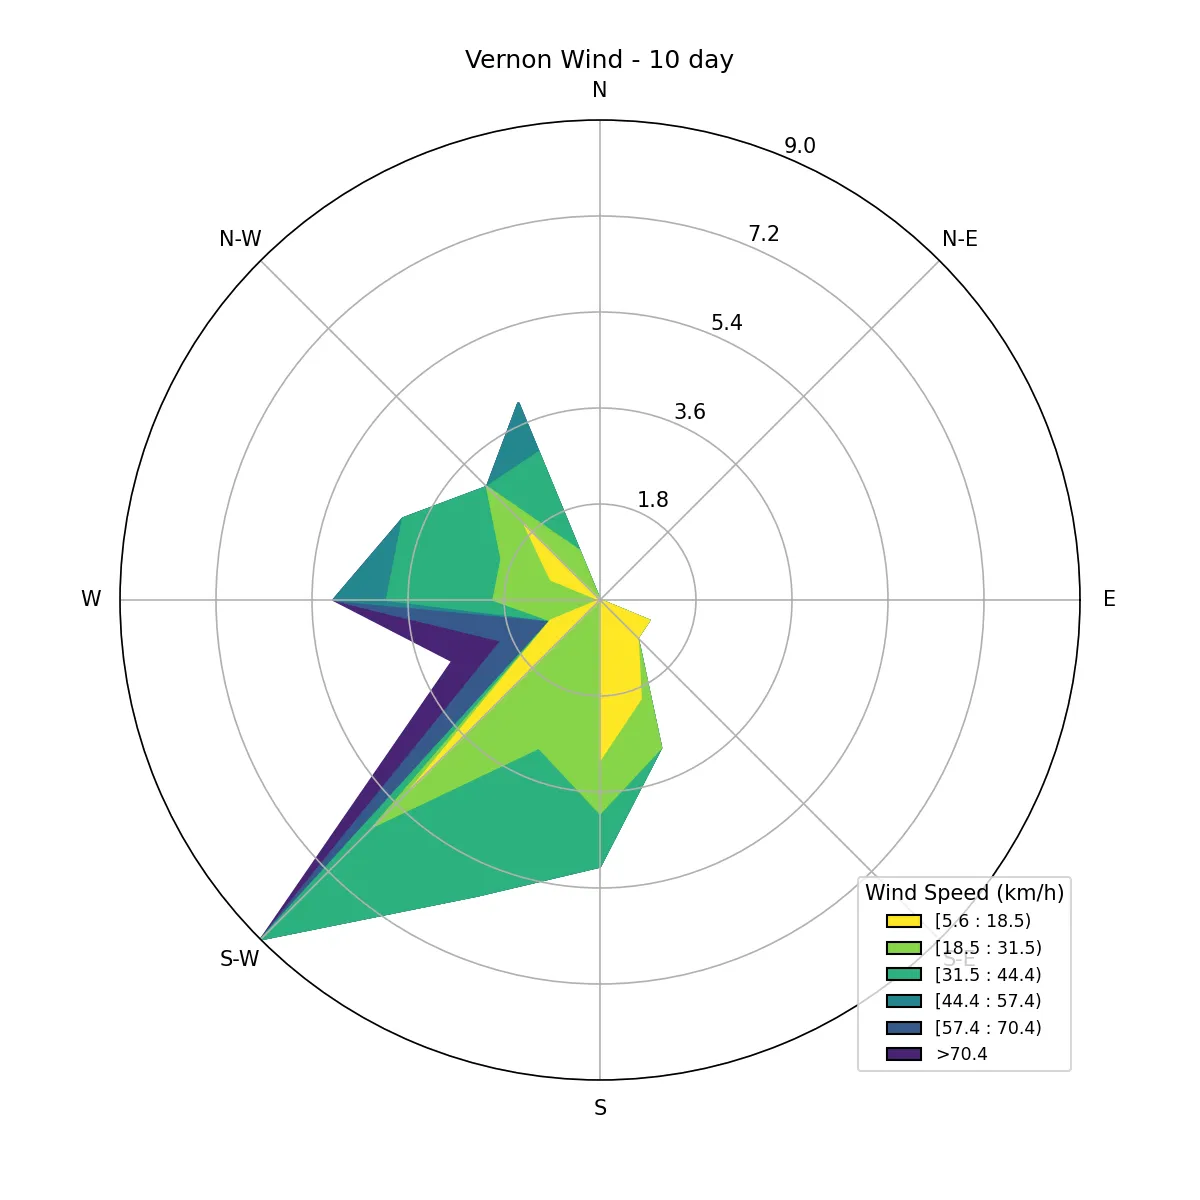 Vernon Wind - 10 day
N
9.0
N-W
7.2
N-E
5.4
3.6
1.8
W
E
S-W
S-E
Wind Speed (km/h)
[5.6 : 18.5)
[18.5 : 31.5)
[31.5 : 44.4)
[44.4 : 57.4)
[57.4 : 70.4)
>70.4
S